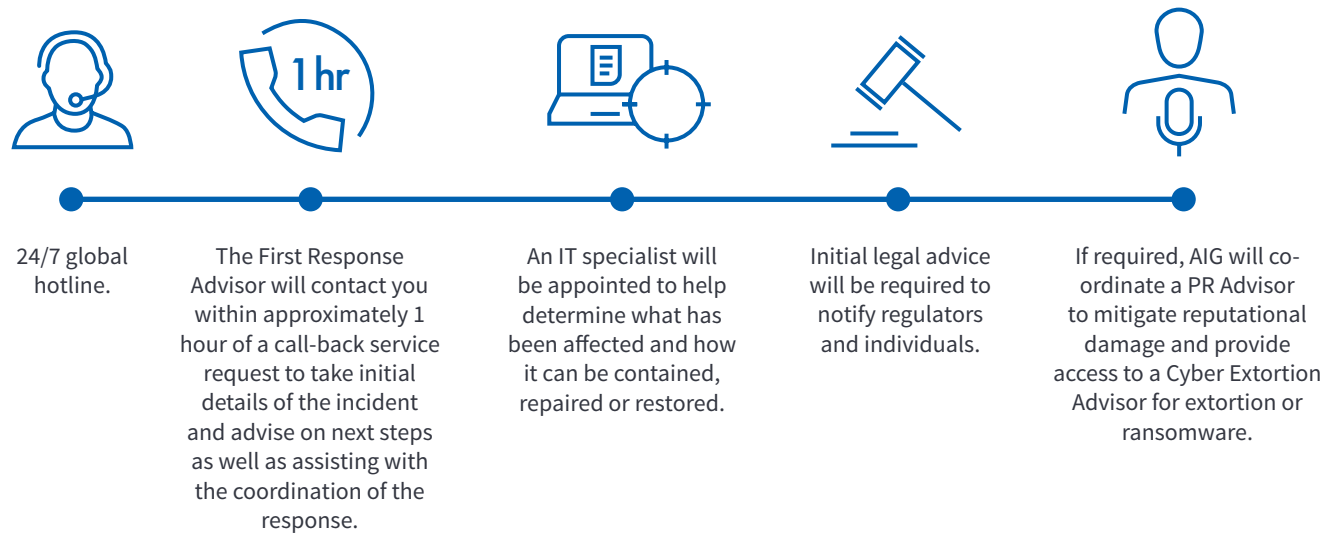 1 hr
24/7 global
hotline.
The First Response
Advisor will contact you
within approximately 1
hour of a call-back service
request to take initial
details of the incident
and advise on next steps
as well as assisting with
the coordination of the
response.
An IT specialist will
be appointed to help
determine what has
been affected and how
it can be contained,
repaired or restored.
Initial legal advice
will be required to
notify regulators
and individuals.
If required, AIG will co-
ordinate a PR Advisor
to mitigate reputational
damage and provide
access to a Cyber Extortion
Advisor for extortion or
ransomware.